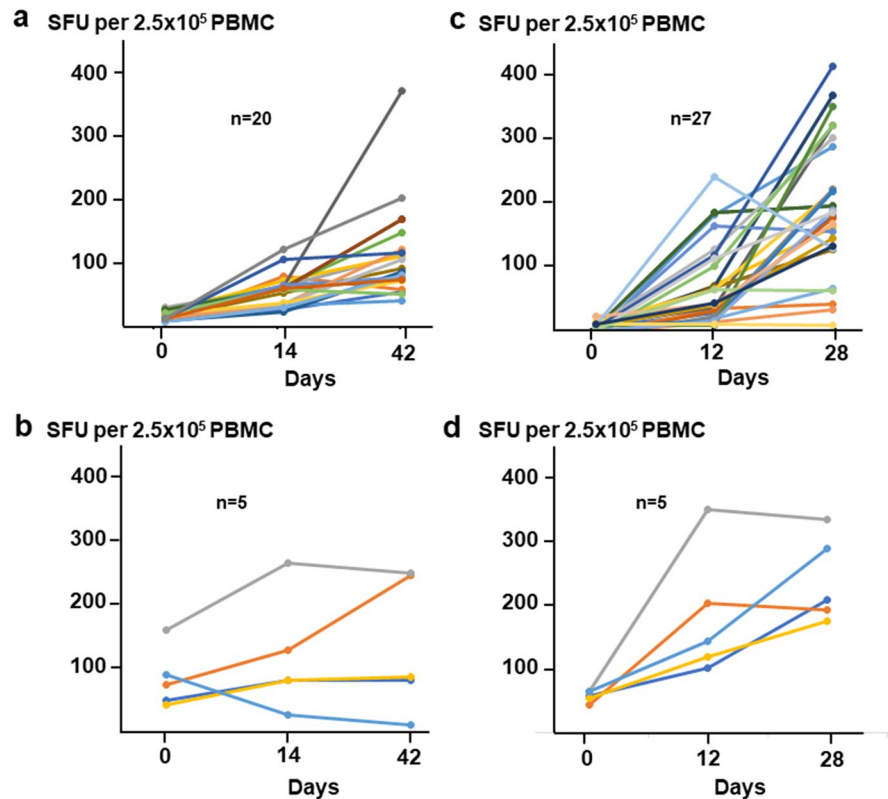 a SFU per 2.5x10⁵ PBMC
400
300
200
100
n=20
0 14 42
Days
c SFU per 2.5x10⁵ PBMC
400
300
200
100
n=27
0 12 28
Days
b SFU per 2.5x10⁵ PBMC
400
300
200
100
n=5
0 14 42
Days
d SFU per 2.5x10⁵ PBMC
400
300
200
100
n=5
0 12 28
Days